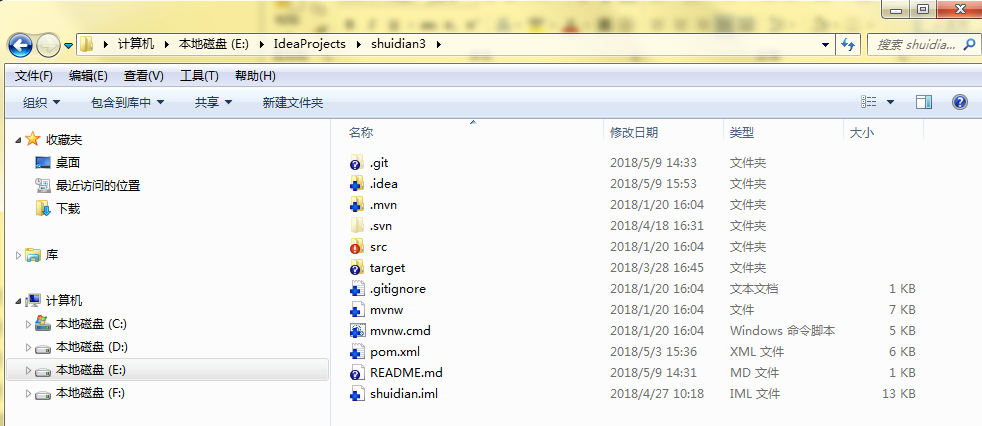 计算机 本地磁盘 (E:) IdeaProjects shuidian3 搜索 shuidia...
文件(F) 编辑(E) 查看(V) 工具(T) 帮助(H)
组织 包含到库中 共享 新建文件夹
收藏夹
桌面
最近访问的位置
下载
库
计算机
本地磁盘 (C:)
本地磁盘 (D:)
本地磁盘 (E:)
本地磁盘 (F:)
名称 修改日期 类型 大小
.git 2018/5/9 14:33 文件夹
.idea 2018/5/9 15:53 文件夹
.mvn 2018/1/20 16:04 文件夹
.svn 2018/4/18 16:31 文件夹
src 2018/1/20 16:04 文件夹
target 2018/3/28 16:45 文件夹
.gitignore 2018/1/20 16:04 文本文档 1 KB
mvnw 2018/1/20 16:04 文件 7 KB
mvnw.cmd 2018/1/20 16:04 Windows 命令脚本 5 KB
pom.xml 2018/5/3 15:36 XML 文件 6 KB
README.md 2018/5/9 14:31 MD 文件 1 KB
shuidian.iml 2018/4/27 10:18 IML 文件 13 KB